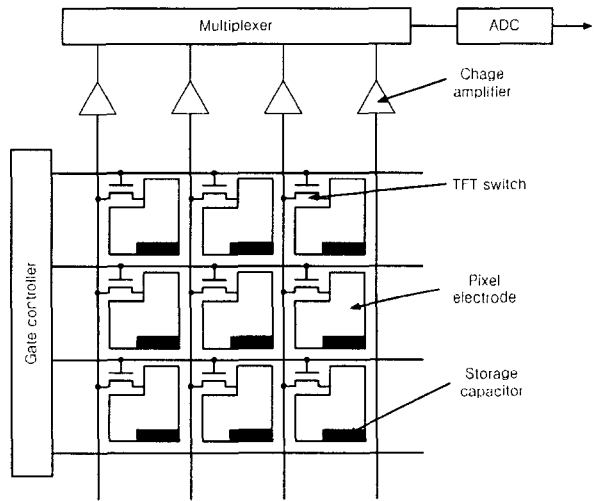 Multiplexer
ADC
Chage
amplifier
TFT switch
Pixel
electrode
Gate controller
Storage
capacitor